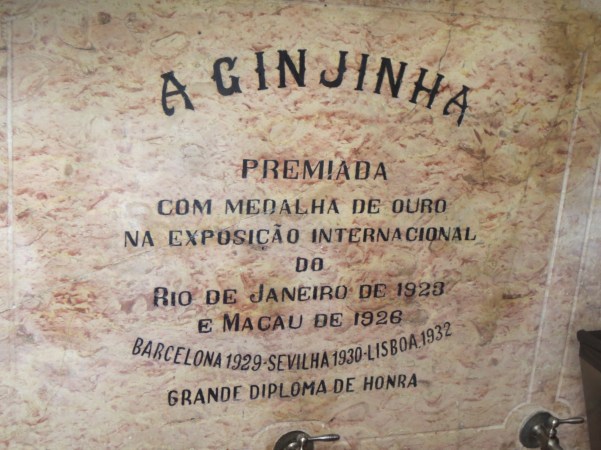 A GINJINHA
PREMIADA
COM MEDALHA DE OURO
NA EXPOSIÇÃO INTERNACIONAL
DO
RIO DE JANEIRO DE 1923
E MACAU DE 1926
BARCELONA 1929-SEVILHA 1930-LISBOA, 1932
GRANDE DIPLOMA DE HONRA